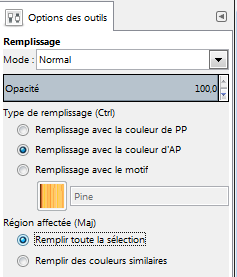 Options des outils
Remplissage
Mode : Normal
Opacité 100,0
Type de remplissage (Ctrl)
Remplissage avec la couleur de PP
Remplissage avec la couleur d'AP
Remplissage avec le motif
Pine
Région affectée (Maj)
Remplir toute la sélection
Remplir des couleurs similaires